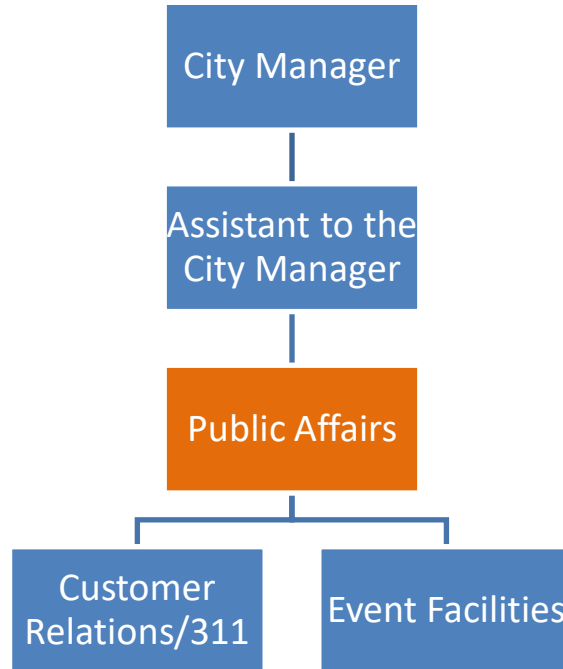 City Manager
Assistant to the
City Manager
Public Affairs
Customer
Relations/311
Event Facilities